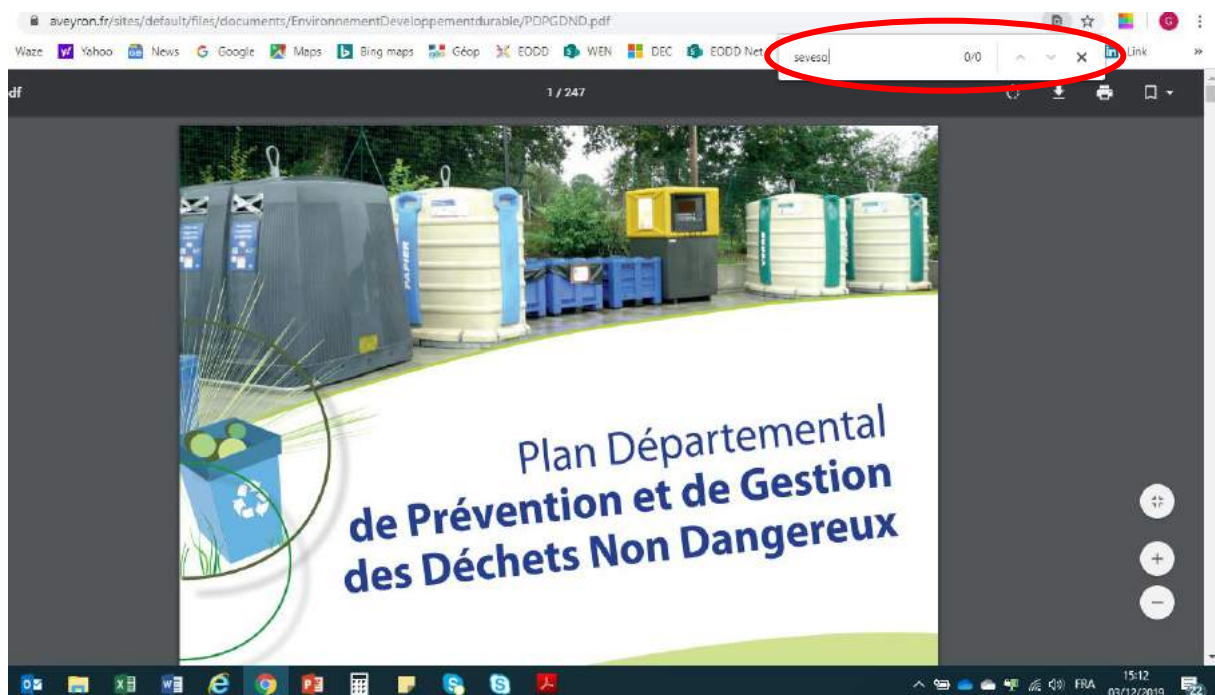 aveyron.fr/sites/default/files/documents/EnvironnementDeveloppementdurable/PDPGDND.pdf
Waze Yahoo News Google Maps Bing maps Géop EODD WEN DEC EODD Net Link »
seveso 0/0
df 1 / 247
PAPIER
VERRE
Plan Départemental
de Prévention et de Gestion
des Déchets Non Dangereux
FRA 15:12
03/12/2019 22